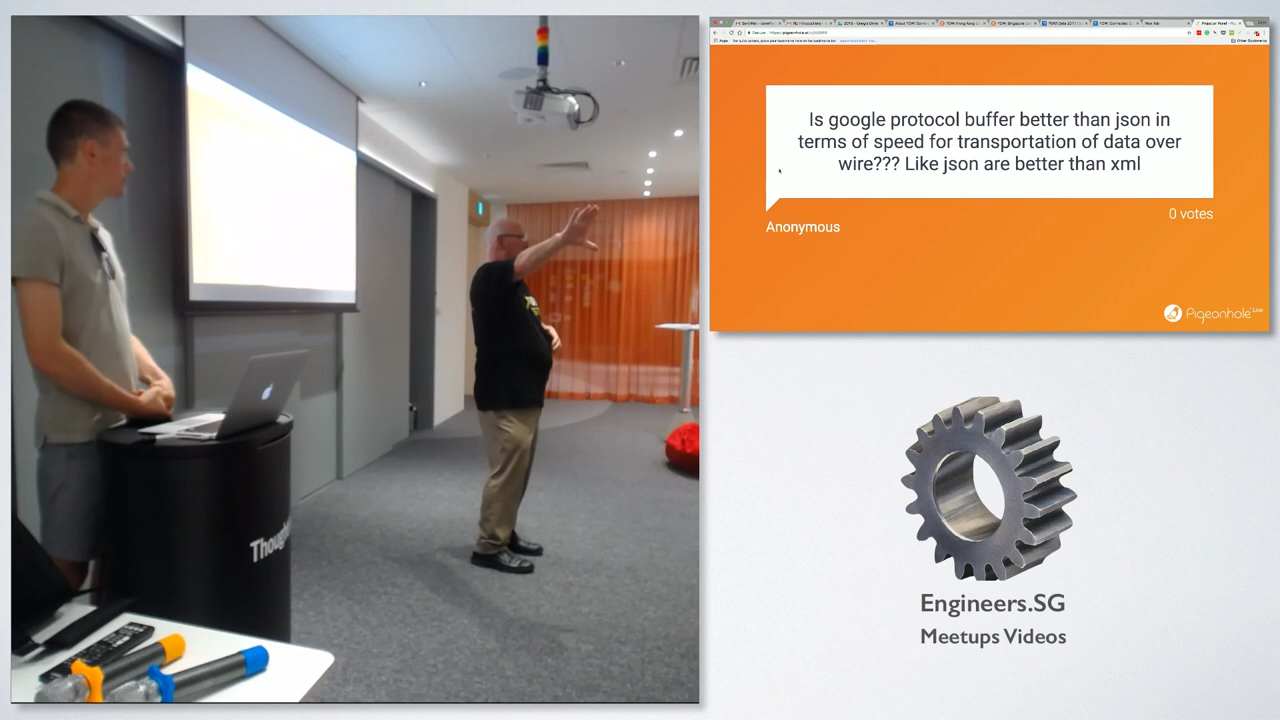 Is google protocol buffer better than json in
terms of speed for transportation of data over
wire??? Like json are better than xml
Anonymous
0 votes
Pigeonhole Live
Engineers.SG
Meetups Videos